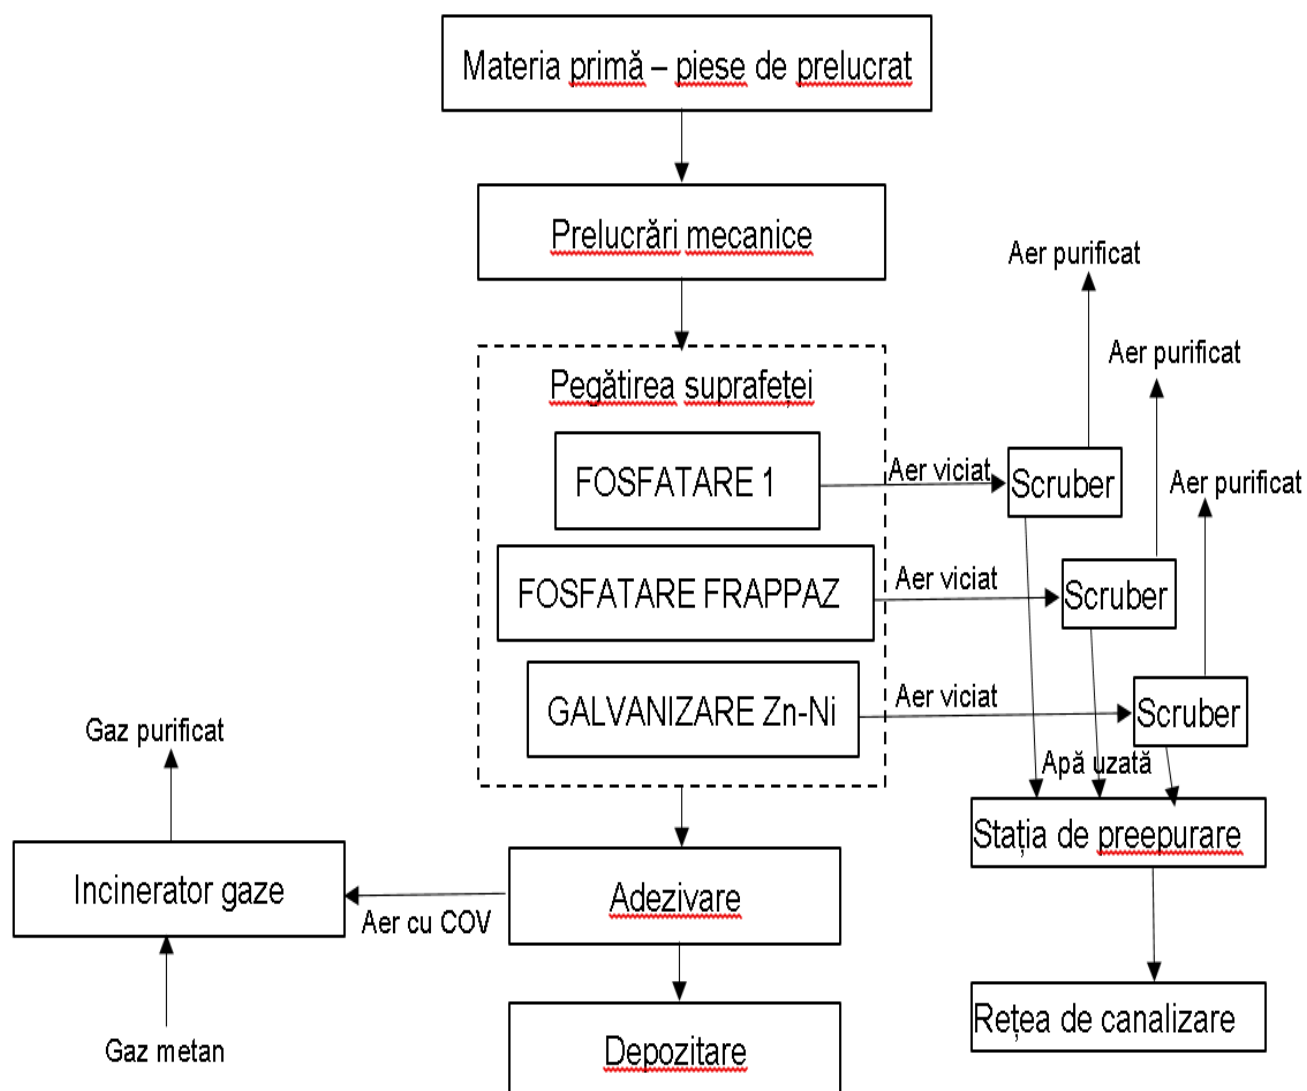 Materia primă – piese de prelucrat
Prelucrări mecanice
Aer purificat
Aer purificat
Pegătirea suprafeței
Aer viciat
Scruber
Aer purificat
FOSFATARE 1
Aer viciat
Scruber
FOSFATARE FRAPPAZ
Aer viciat
Scruber
GALVANIZARE Zn-Ni
Gaz purificat
Apă uzată
Stația de preepurare
Incinerator gaze
Aer cu COV
Adezivare
Rețea de canalizare
Gaz metan
Depozitare